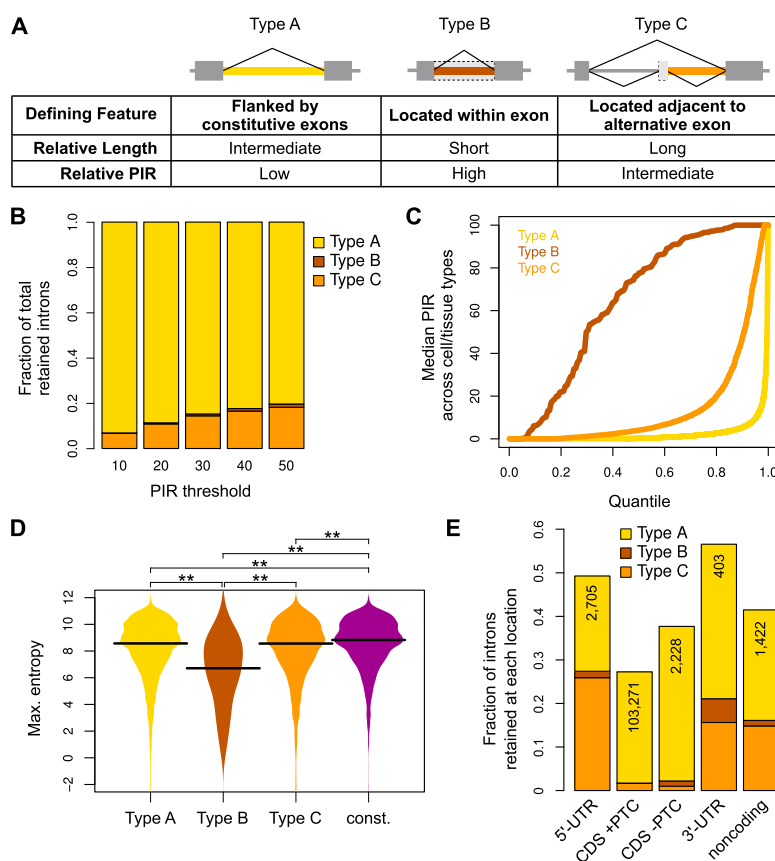 A
Type A
Type B
Type C
Defining Feature
Flanked by constitutive exons
Located within exon
Located adjacent to alternative exon
Relative Length
Intermediate
Short
Long
Relative PIR
Low
High
Intermediate
B
Fraction of total
retained introns
0.0
0.2
0.4
0.6
0.8
1.0
Type A
Type B
Type C
10 20 30 40 50
PIR threshold
C
Median PIR
across cell/tissue types
0
20
40
60
80
100
Type A
Type B
Type C
0.0 0.2 0.4 0.6 0.8 1.0
Quantile
D
Max. entropy
−2
0
2
4
6
8
10
12
**
**
**
**
**
Type A Type B Type C const.
E
Fraction of introns
retained at each location
0
0.1
0.2
0.3
0.4
0.5
0.6
Type A
Type B
Type C
2,705
103,271
2,228
403
1,422
5'-UTR
CDS +PTC
CDS -PTC
3'-UTR
noncoding